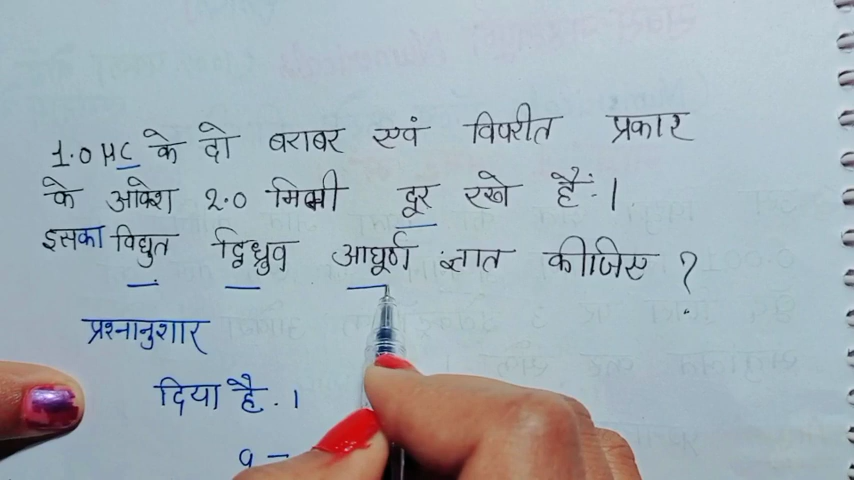 1.0 μC के दो बराबर एवं विपरीत प्रकार
के आवेश 2.0 मिमी दूर रखे हैं।
इसका विद्युत द्विध्रुव आघूर्ण ज्ञात कीजिए ?
प्रश्नानुशार
दिया है.।
q =